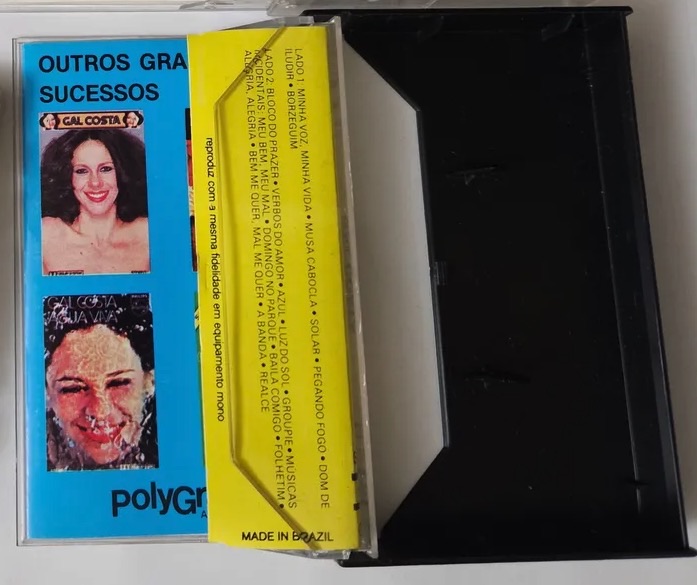 OUTROS GRA
SUCESSOS
GAL COSTA
GAL COSTA
ÁGUA VIVA
polyGr
LADO 1: MINHA VOZ, MINHA VIDA • MUSA CABOCLA • SOLAR • PEGANDO FOGO • DOM DE
ILUDIR • BORZEGUIM
LADO 2: BLOCO DO PRAZER • VERBOS DO AMOR • AZUL • LUZ DO SOL • GROUPIE • MÚSICAS
INCIDENTAIS: MEU BEM, MEU MAL • DOMINGO NO PARQUE • BAILA COMIGO • FOLHETIM •
ALEGRIA, ALEGRIA • BEM ME QUER, MAL ME QUER • A BANDA • REALCE
reproduz com a mesma fidelidade em equipamento mono
MADE IN BRAZIL